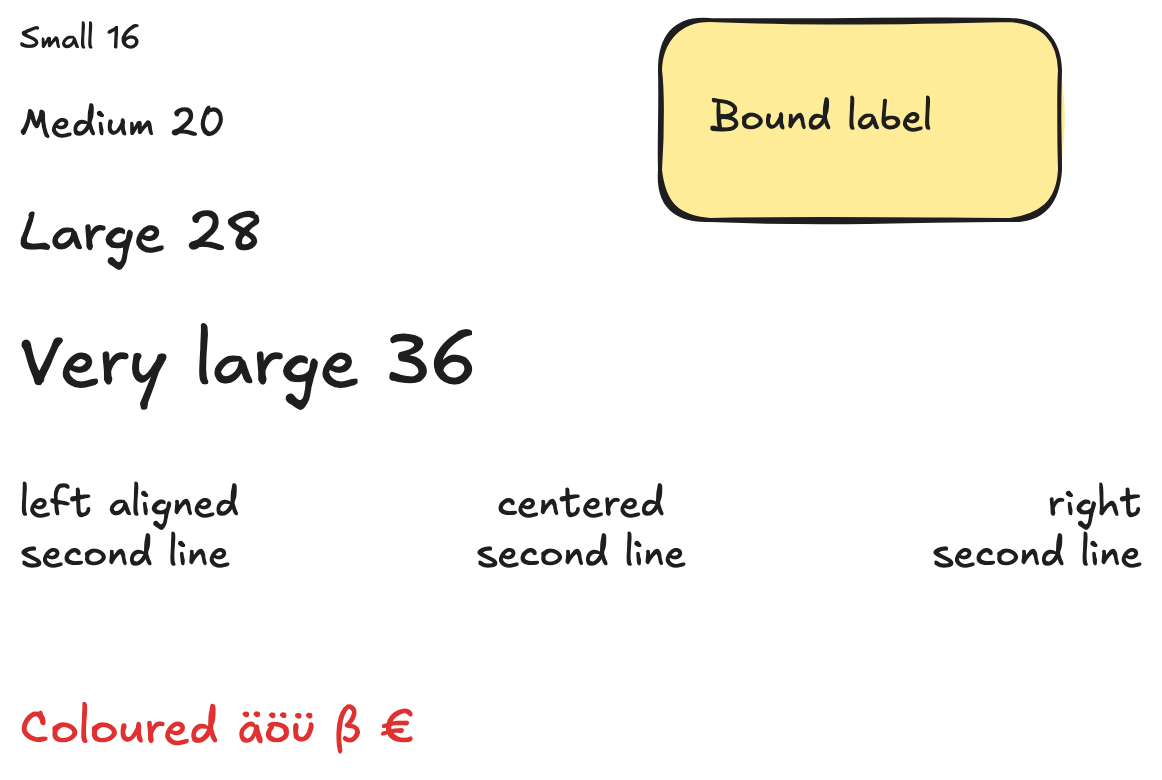 Small 16
Bound label
Medium 20
Large 28
Very large 36
left aligned
second line
centered
second line
right
second line
Coloured äöü β €